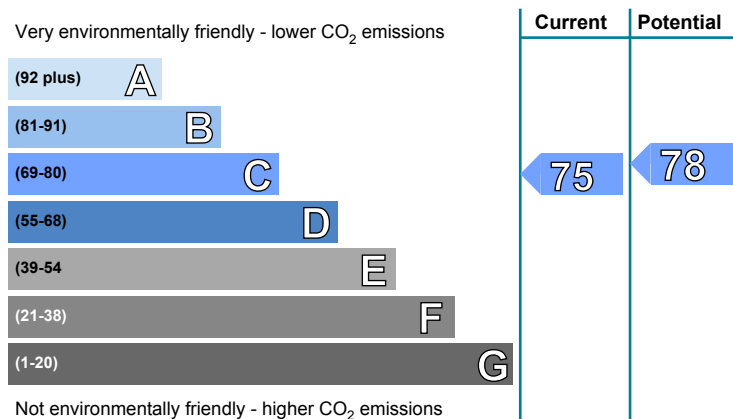 Very environmentally friendly - lower CO2 emissions
Current
Potential
(92 plus) A
(81-91) B
(69-80) C
(55-68) D
(39-54 E
(21-38) F
(1-20) G
75
78
Not environmentally friendly - higher CO2 emissions